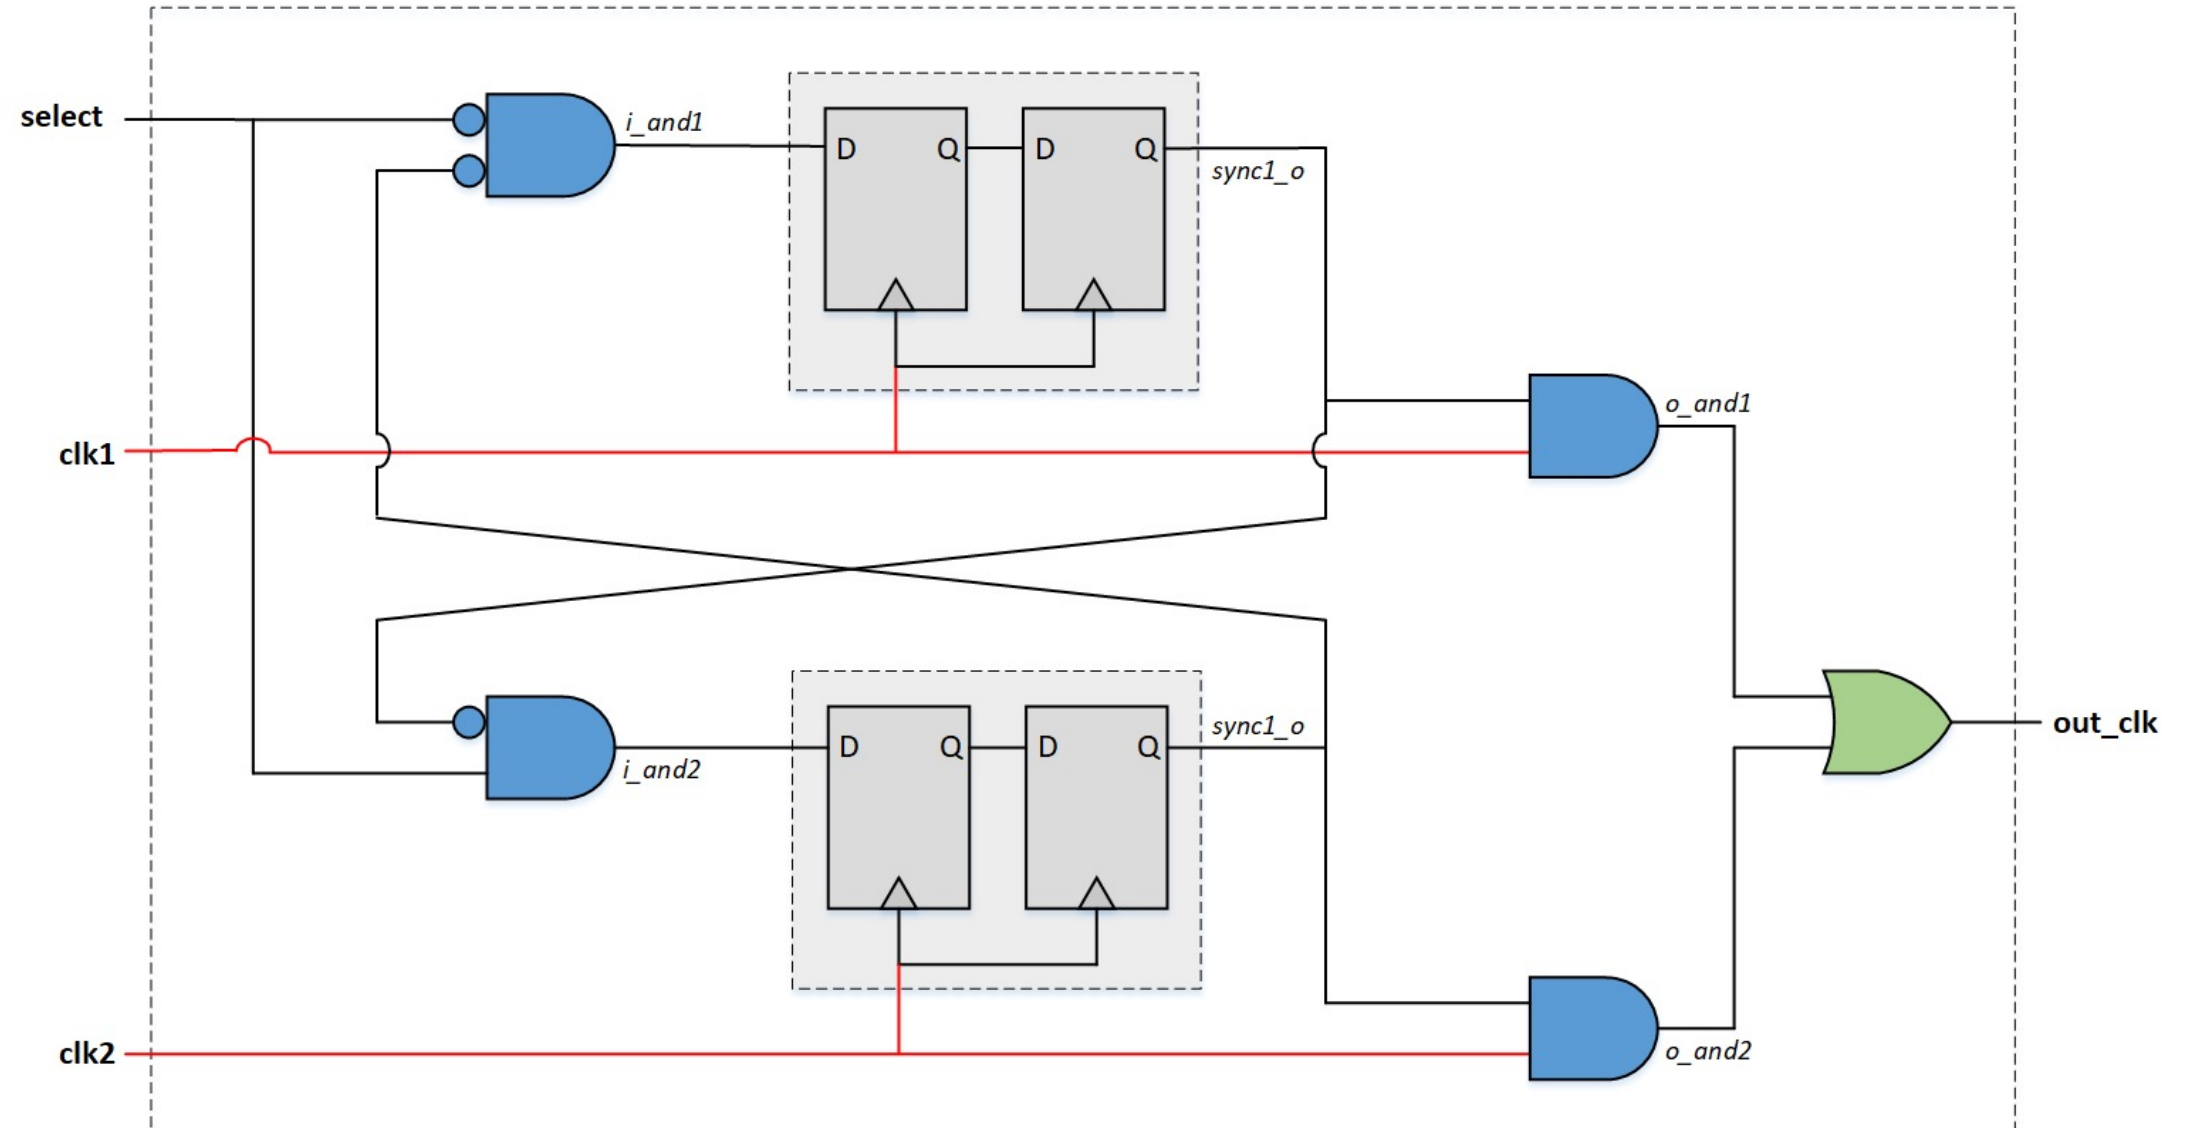 select
i_and1
D
Q
D
Q
sync1_o
clk1
o_and1
i_and2
D
Q
D
Q
sync1_o
out_clk
clk2
o_and2